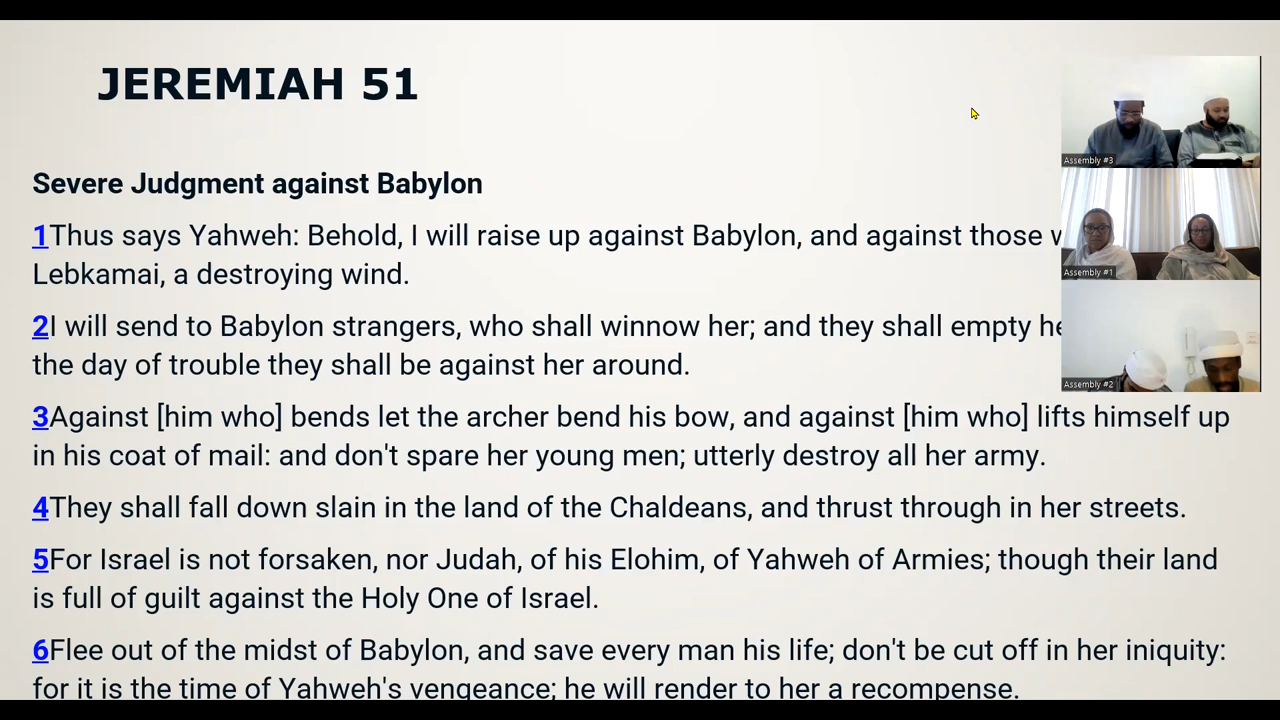 JEREMIAH 51
Severe Judgment against Babylon
1Thus says Yahweh: Behold, I will raise up against Babylon, and against those
Lebkamai, a destroying wind.
2I will send to Babylon strangers, who shall winnow her; and they shall empty
the day of trouble they shall be against her around.
3Against [him who] bends let the archer bend his bow, and against [him who] lifts himself up
in his coat of mail: and don't spare her young men; utterly destroy all her army.
4They shall fall down slain in the land of the Chaldeans, and thrust through in her streets.
5For Israel is not forsaken, nor Judah, of his Elohim, of Yahweh of Armies; though their land
is full of guilt against the Holy One of Israel.
6Flee out of the midst of Babylon, and save every man his life; don't be cut off in her iniquity:
for it is the time of Yahweh's vengeance; he will render to her a recompense.
Assembly #3
Assembly #1
Assembly #2